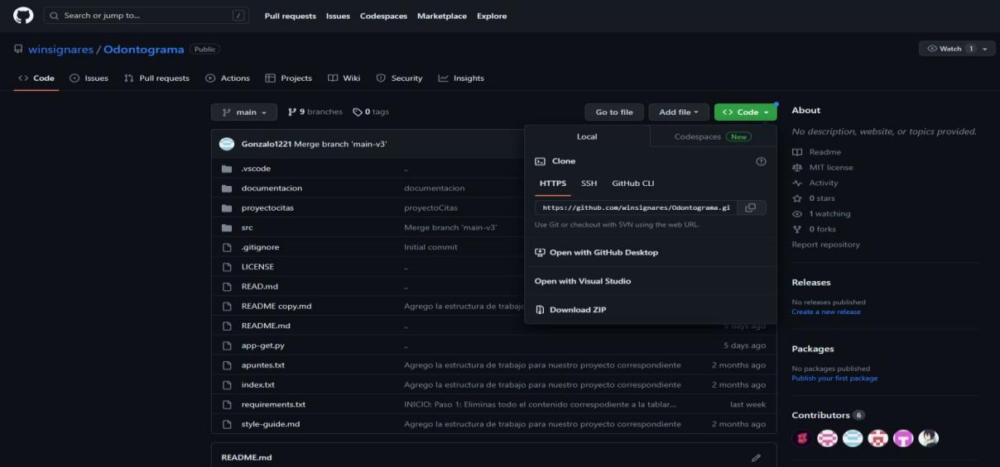 Search or jump to... / Pull requests Issues Codespaces Marketplace Explore
winsignares / Odontograma Public Watch 1
Code Issues Pull requests Actions Projects Wiki Security Insights
main 9 branches 0 tags Go to file Add file Code
Gonzalo1221 Merge branch 'main-v3'
.vscode ..
documentacion documentacion
proyectocitas proyectoCitas
src Merge branch 'main-v3'
.gitignore Initial commit
LICENSE ..
READ.md ..
README copy.md Agrego la estructura de trabajo
README.md .. 5 days ago
app-get.py .. 5 days ago
apuntes.txt Agrego la estructura de trabajo para nuestro proyecto correspondiente 2 months ago
index.txt Agrego la estructura de trabajo para nuestro proyecto correspondiente 2 months ago
requirements.txt INICIO: Paso 1: Eliminas todo el contenido correspodiente a la tablar... last week
style-guide.md Agrego la estructura de trabajo para nuestro proyecto correspondiente 2 months ago
README.md
Local Codespaces New
Clone
HTTPS SSH GitHub CLI
https://github.com/winsignares/Odontograma.gi
Use Git or checkout with SVN using the web URL.
Open with GitHub Desktop
Open with Visual Studio
Download ZIP
About
No description, website, or topics provided.
Readme
MIT license
Activity
0 stars
1 watching
0 forks
Report repository
Releases
No releases published
Create a new release
Packages
No packages published
Publish your first package
Contributors 6